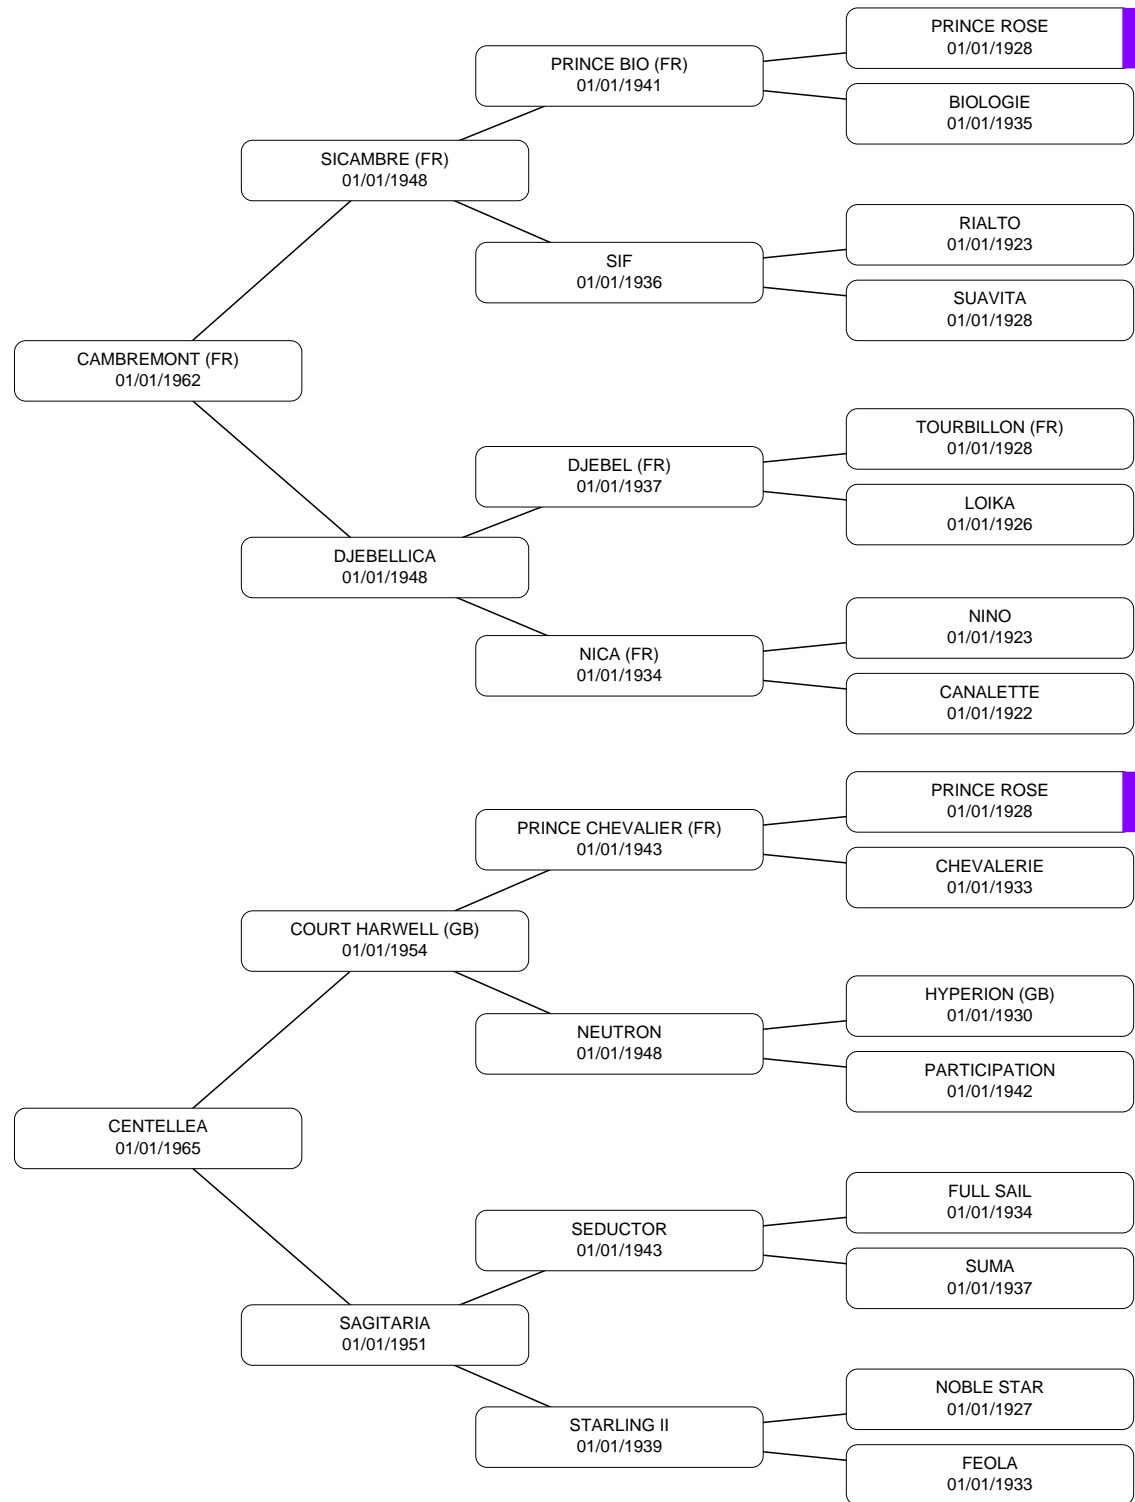 PRINCE ROSE
01/01/1928
PRINCE BIO (FR)
01/01/1941
BIOLOGIE
01/01/1935
SICAMBRE (FR)
01/01/1948
RIALTO
01/01/1923
SIF
01/01/1936
SUAVITA
01/01/1928
CAMBREMONT (FR)
01/01/1962
TOURBILLON (FR)
01/01/1928
DJEBEL (FR)
01/01/1937
LOIKA
01/01/1926
DJEBELLICA
01/01/1948
NINO
01/01/1923
NICA (FR)
01/01/1934
CANALETTE
01/01/1922
PRINCE ROSE
01/01/1928
PRINCE CHEVALIER (FR)
01/01/1943
CHEVALERIE
01/01/1933
COURT HARWELL (GB)
01/01/1954
HYPERION (GB)
01/01/1930
NEUTRON
01/01/1948
PARTICIPATION
01/01/1942
CENTELLEA
01/01/1965
FULL SAIL
01/01/1934
SEDUCTOR
01/01/1943
SUMA
01/01/1937
SAGITARIA
01/01/1951
NOBLE STAR
01/01/1927
STARLING II
01/01/1939
FEOLA
01/01/1933